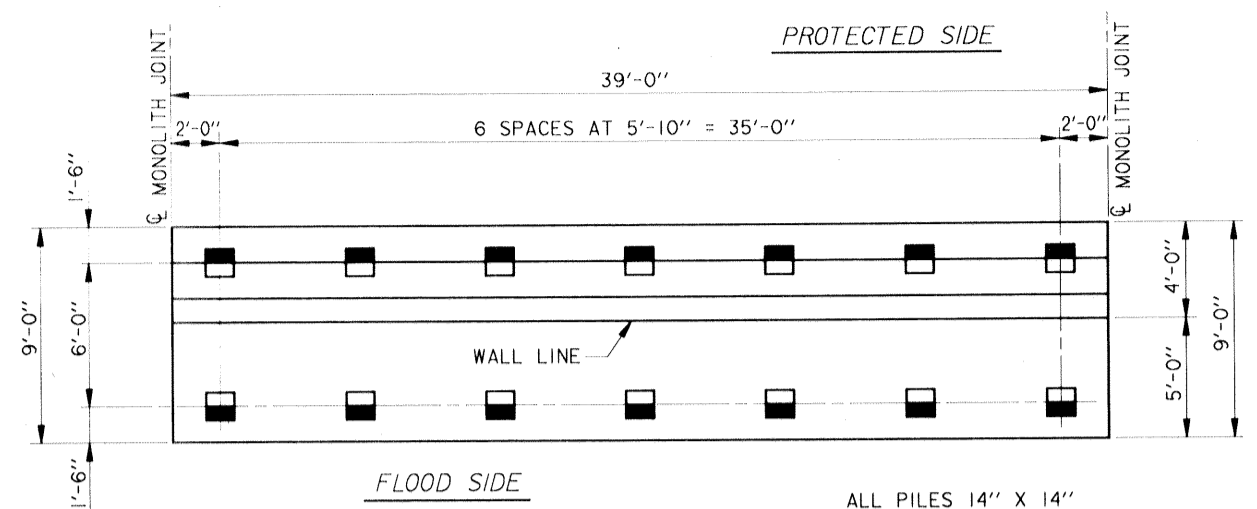 PROTECTED SIDE
℄ MONOLITH JOINT
39'-0"
℄ MONOLITH JOINT
2'-0"
6 SPACES AT 5'-10" = 35'-0"
2'-0"
1'-6"
9'-0"
6'-0"
4'-0"
9'-0"
WALL LINE
5'-0"
1'-6"
FLOOD SIDE
ALL PILES 14" X 14"